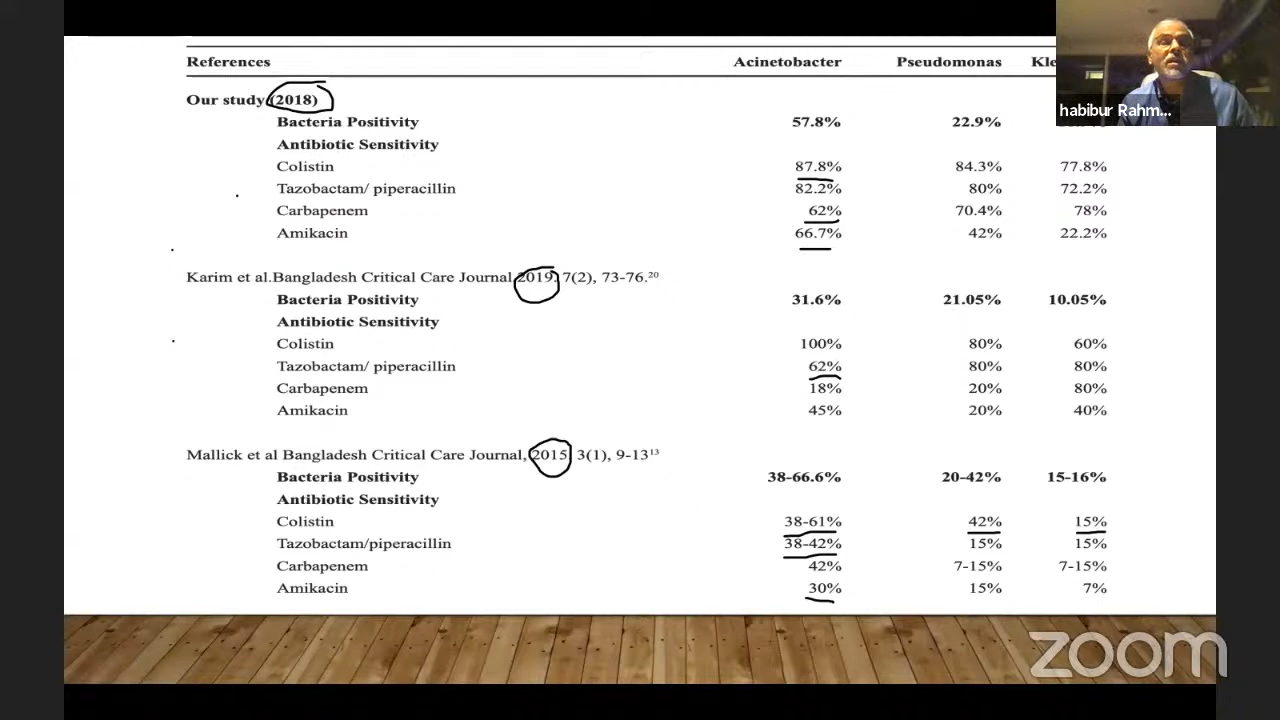 References Acinetobacter Pseudomonas Kle
habibur Rahm...
Our study (2018)
Bacteria Positivity 57.8% 22.9%
Antibiotic Sensitivity
Colistin 87.8% 84.3% 77.8%
Tazobactam/ piperacillin 82.2% 80% 72.2%
Carbapenem 62% 70.4% 78%
Amikacin 66.7% 42% 22.2%
Karim et al.Bangladesh Critical Care Journal 2019, 7(2), 73-76.²⁰
Bacteria Positivity 31.6% 21.05% 10.05%
Antibiotic Sensitivity
Colistin 100% 80% 60%
Tazobactam/ piperacillin 62% 80% 80%
Carbapenem 18% 20% 80%
Amikacin 45% 20% 40%
Mallick et al Bangladesh Critical Care Journal, 2015, 3(1), 9-13¹³
Bacteria Positivity 38-66.6% 20-42% 15-16%
Antibiotic Sensitivity
Colistin 38-61% 42% 15%
Tazobactam/piperacillin 38-42% 15% 15%
Carbapenem 42% 7-15% 7-15%
Amikacin 30% 15% 7%
zoom